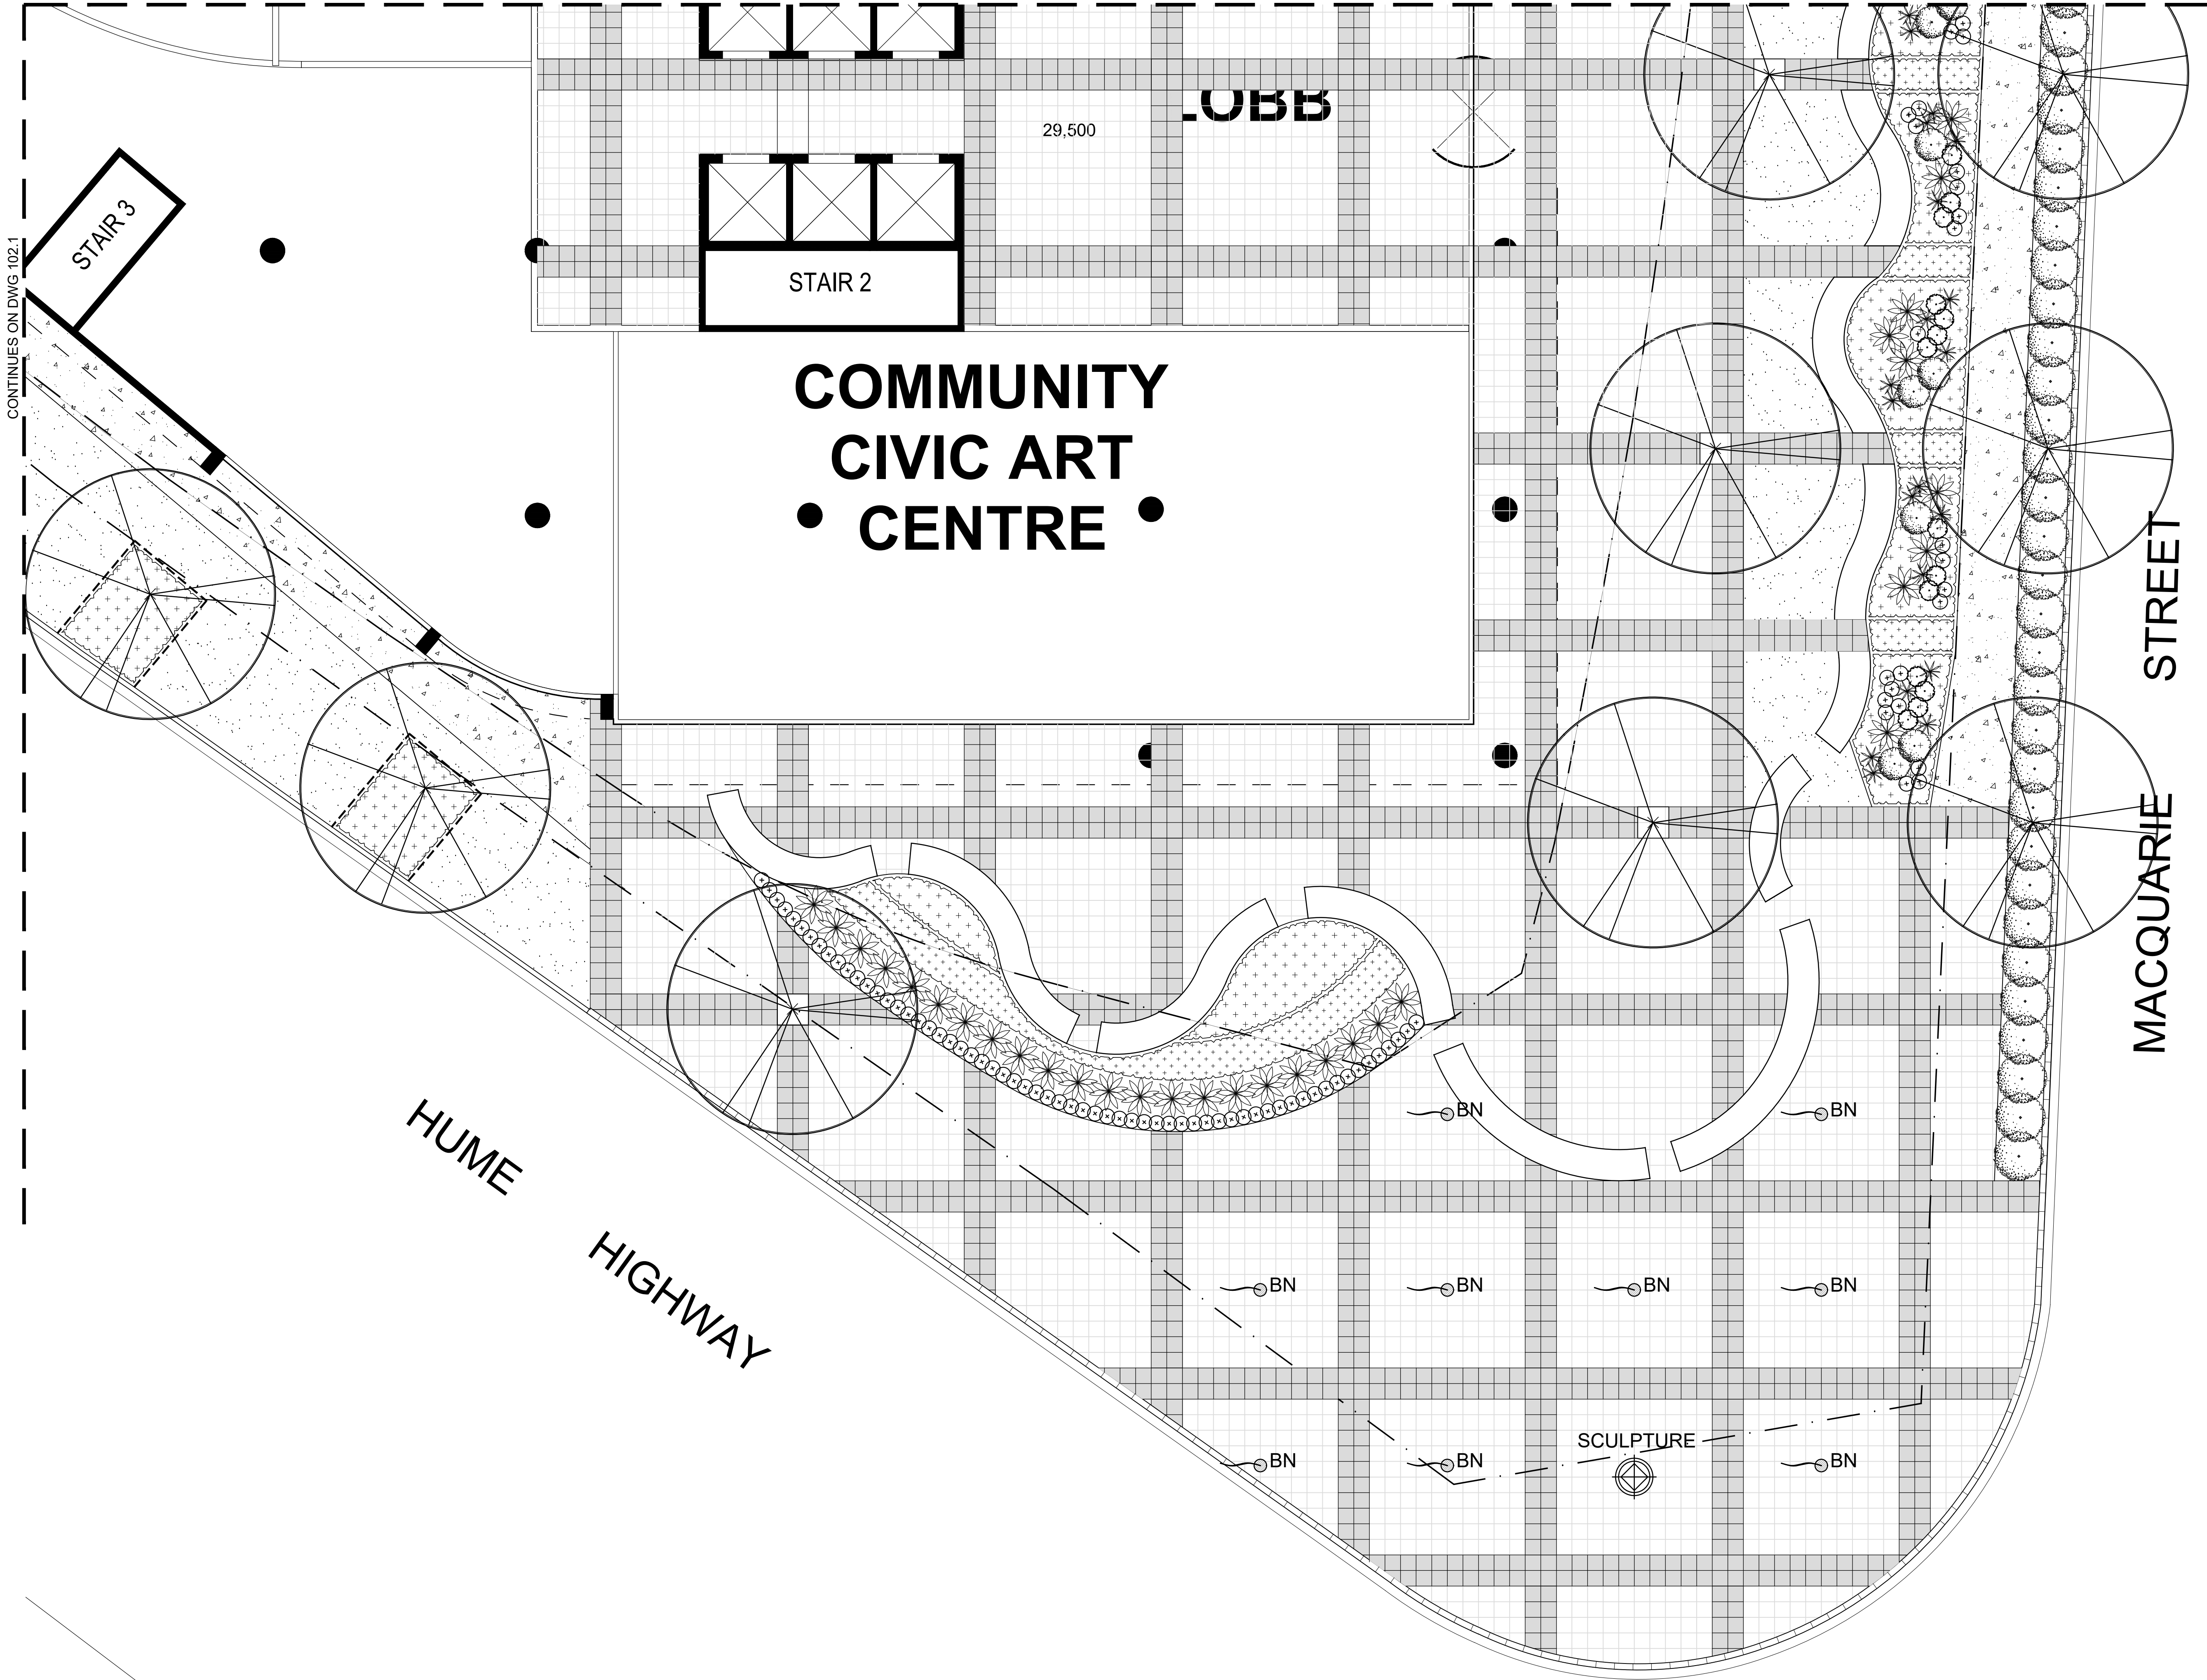 LOBB
29,500
STAIR 3
CONTINUES ON DWG 102.1
STAIR 2
COMMUNITY
CIVIC ART
CENTRE
MACQUARIE STREET
HUME HIGHWAY
BN
BN
BN
BN
BN
BN
SCULPTURE
BN
BN
BN